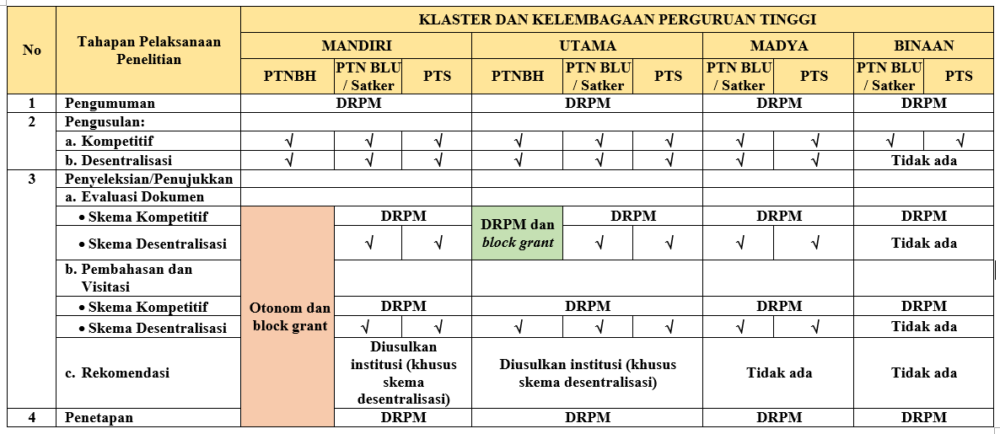 KLASTER DAN KELEMBAGAAN PERGURUAN TINGGI
No
Tahapan Pelaksanaan
Penelitian
MANDIRI
UTAMA
MADYA
BINAAN
PTNBH
PTN BLU
/ Satker
PTS
PTNBH
PTN BLU
/ Satker
PTS
PTN BLU
/ Satker
PTS
PTN BLU
/ Satker
PTS
1 Pengumuman DRPM DRPM DRPM DRPM
2 Pengusulan:
a. Kompetitif √ √ √ √ √ √ √ √ √ √
b. Desentralisasi √ √ √ √ √ √ √ √ Tidak ada
3 Penyeleksian/Penujukkan
a. Evaluasi Dokumen
• Skema Kompetitif DRPM DRPM DRPM DRPM
DRPM dan
block grant
• Skema Desentralisasi √ √ √ √ √ √ Tidak ada
b. Pembahasan dan
Visitasi
• Skema Kompetitif DRPM DRPM DRPM DRPM
Otonom dan
block grant
• Skema Desentralisasi √ √ √ √ √ √ √ Tidak ada
c. Rekomendasi
Diusulkan
institusi (khusus
skema
desentralisasi)
Diusulkan institusi (khusus
skema desentralisasi)
Tidak ada
Tidak ada
4 Penetapan DRPM DRPM DRPM DRPM